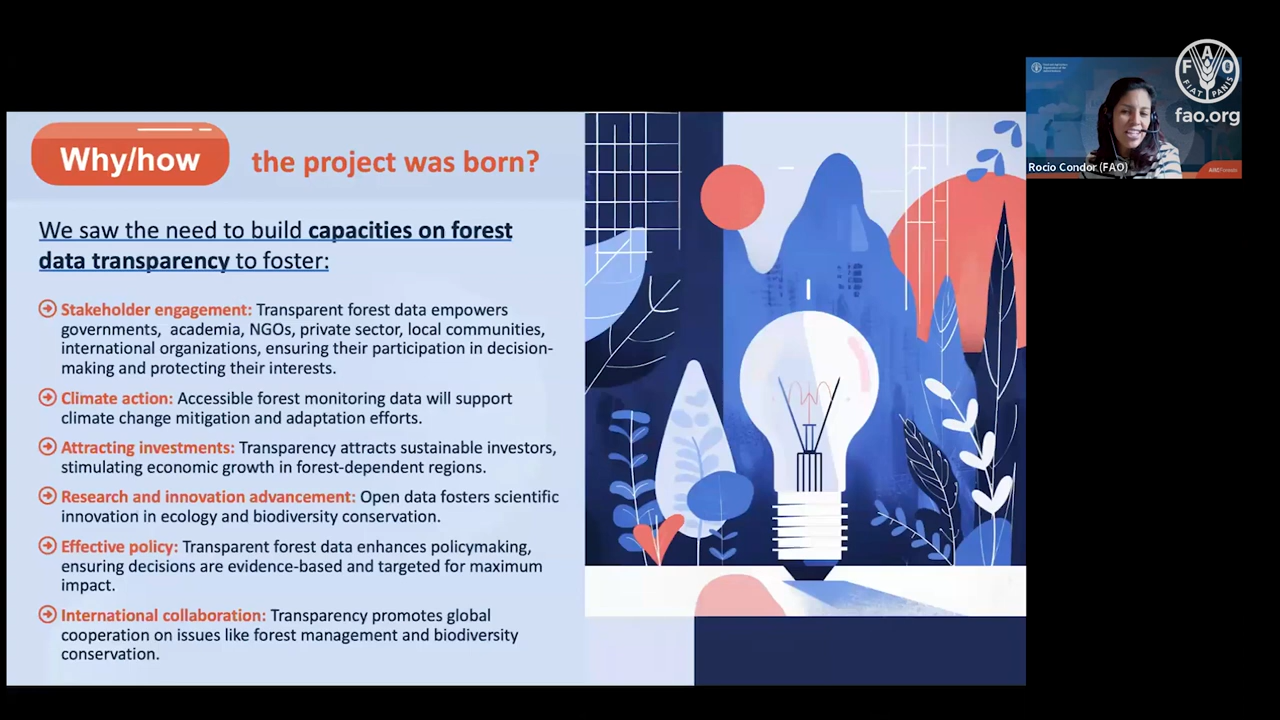 Why/how the project was born?
We saw the need to build capacities on forest
data transparency to foster:
Stakeholder engagement: Transparent forest data empowers
governments, academia, NGOs, private sector, local communities,
international organizations, ensuring their participation in decision-
making and protecting their interests.
Climate action: Accessible forest monitoring data will support
climate change mitigation and adaptation efforts.
Attracting investments: Transparency attracts sustainable investors,
stimulating economic growth in forest-dependent regions.
Research and innovation advancement: Open data fosters scientific
innovation in ecology and biodiversity conservation.
Effective policy: Transparent forest data enhances policymaking,
ensuring decisions are evidence-based and targeted for maximum
impact.
International collaboration: Transparency promotes global
cooperation on issues like forest management and biodiversity
conservation.
FAO
FIAT PANIS
fao.org
Rocio Condor (FAO)